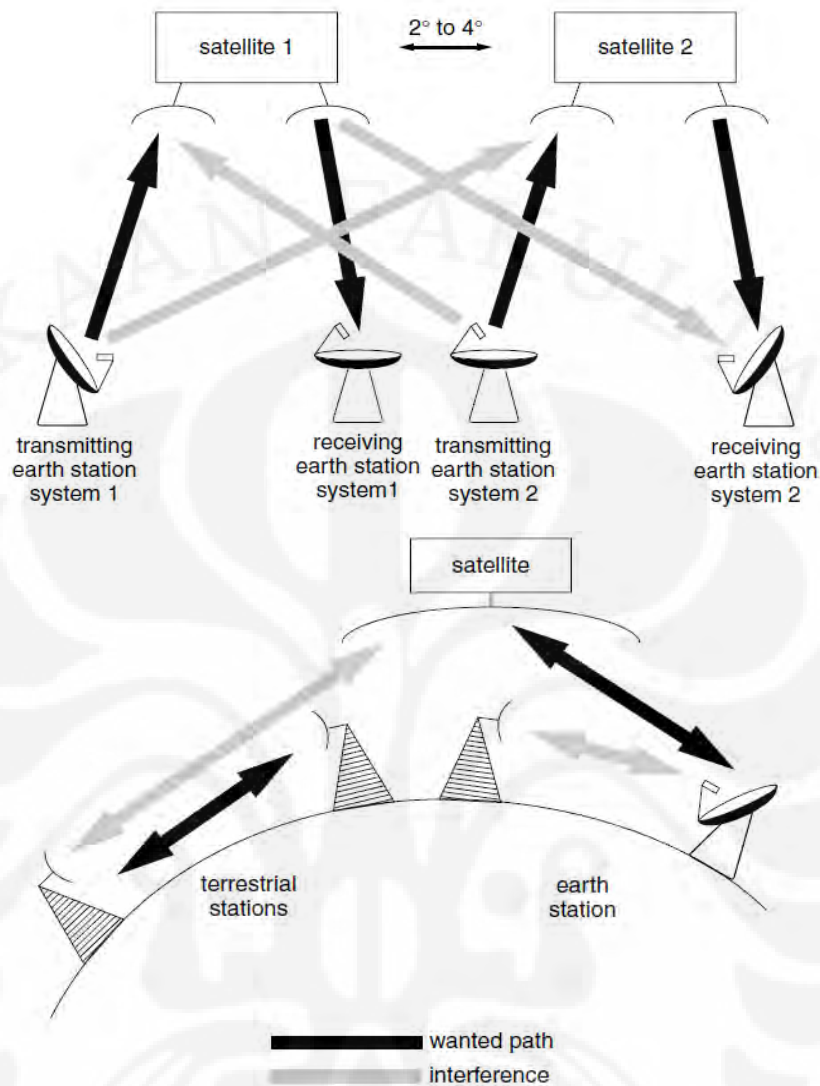 satellite 1
2° to 4°
satellite 2
transmitting
earth station
system 1
receiving
earth station
system1
transmitting
earth station
system 2
receiving
earth station
system 2
satellite
terrestrial
stations
earth
station
wanted path
interference